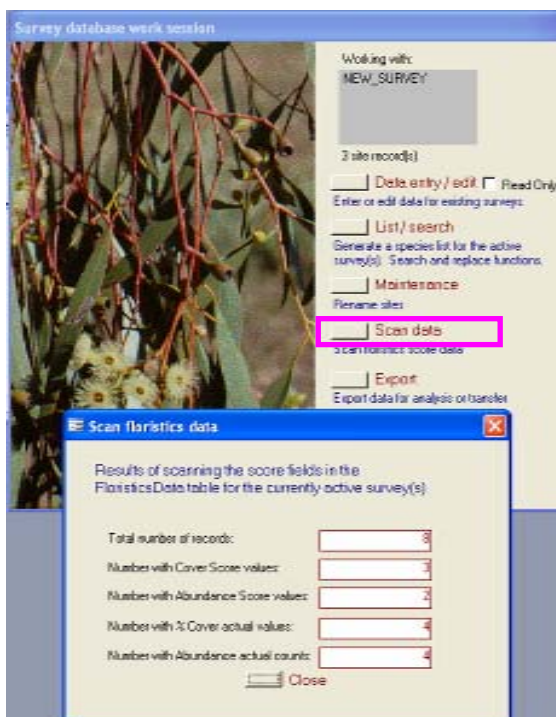 Survey database work session
Working with:
NEW_SURVEY
3 site record(s)
Data entry / edit
Read Only
Enter or edit data for existing surveys
List / search
Generate a species list for the active
survey(s). Search and replace functions.
Maintenance
Rename sites
Scan data
Scan floristics score data
Export
Export data for analysis or transfer
Scan floristics data
Results of scanning the score fields in the
FloristicsData table for the currently active survey(s)
Total number of records: 8
Number with Cover Score values: 3
Number with Abundance Score values: 2
Number with % Cover actual values: 4
Number with Abundance actual counts: 4
Close